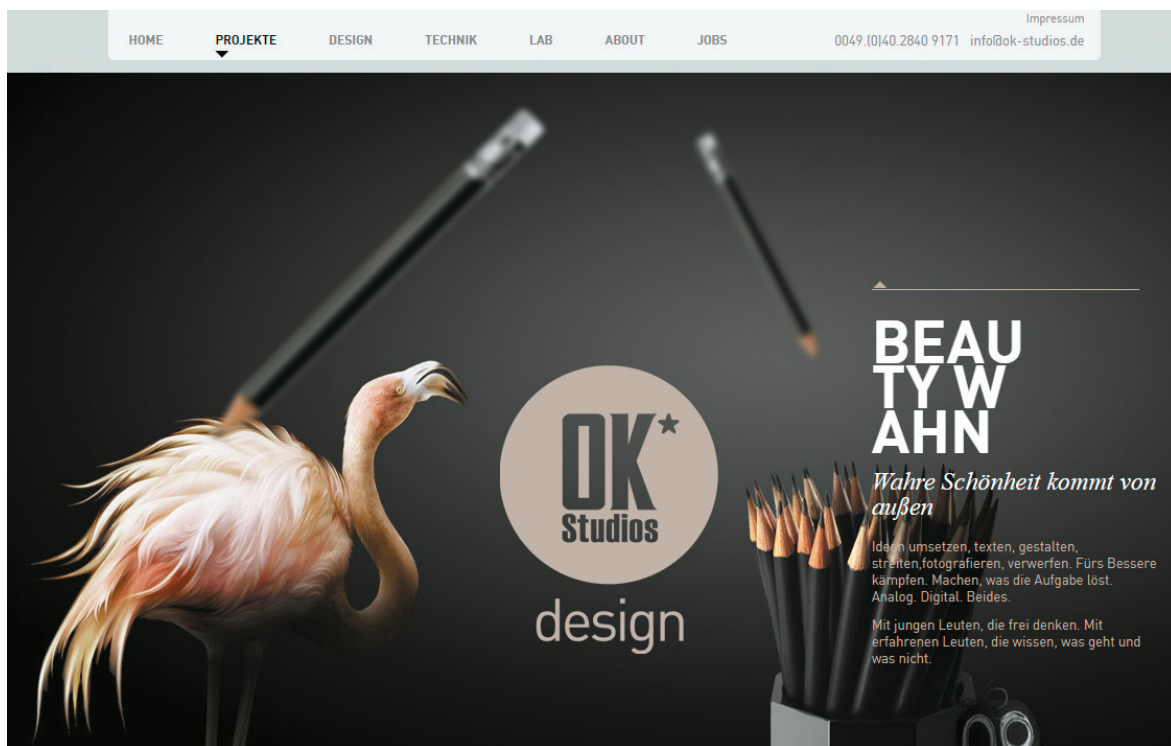 Impressum
HOME PROJEKTE DESIGN TECHNIK LAB ABOUT JOBS 0049.(0)40.2840 9171 info@ok-studios.de
OK*
Studios
design
BEAU
TY W
AHN
Wahre Schönheit kommt von
außen
Ideen umsetzen, texten, gestalten,
streiten,fotografieren, verwerfen. Fürs Bessere
kämpfen. Machen, was die Aufgabe löst.
Analog. Digital. Beides.
Mit jungen Leuten, die frei denken. Mit
erfahrenen Leuten, die wissen, was geht und
was nicht.